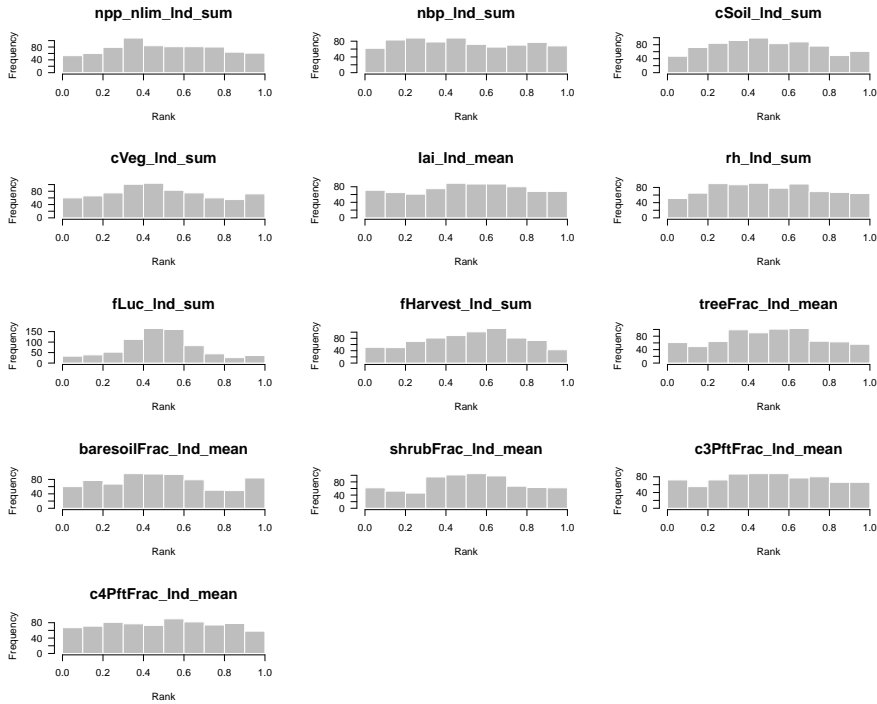 npp_nlim_lnd_sum
Frequency
0 40 80
0.0 0.2 0.4 0.6 0.8 1.0
Rank
nbp_lnd_sum
Frequency
0 40 80
0.0 0.2 0.4 0.6 0.8 1.0
Rank
cSoil_lnd_sum
Frequency
0 40 80
0.0 0.2 0.4 0.6 0.8 1.0
Rank
cVeg_lnd_sum
Frequency
0 40 80
0.0 0.2 0.4 0.6 0.8 1.0
Rank
lai_lnd_mean
Frequency
0 40 80
0.0 0.2 0.4 0.6 0.8 1.0
Rank
rh_lnd_sum
Frequency
0 40 80
0.0 0.2 0.4 0.6 0.8 1.0
Rank
fLuc_lnd_sum
Frequency
0 50 150
0.0 0.2 0.4 0.6 0.8 1.0
Rank
fHarvest_lnd_sum
Frequency
0 40 80
0.0 0.2 0.4 0.6 0.8 1.0
Rank
treeFrac_lnd_mean
Frequency
0 40 80
0.0 0.2 0.4 0.6 0.8 1.0
Rank
baresoilFrac_lnd_mean
Frequency
0 40 80
0.0 0.2 0.4 0.6 0.8 1.0
Rank
shrubFrac_lnd_mean
Frequency
0 40 80
0.0 0.2 0.4 0.6 0.8 1.0
Rank
c3PftFrac_lnd_mean
Frequency
0 40 80
0.0 0.2 0.4 0.6 0.8 1.0
Rank
c4PftFrac_lnd_mean
Frequency
0 40 80
0.0 0.2 0.4 0.6 0.8 1.0
Rank